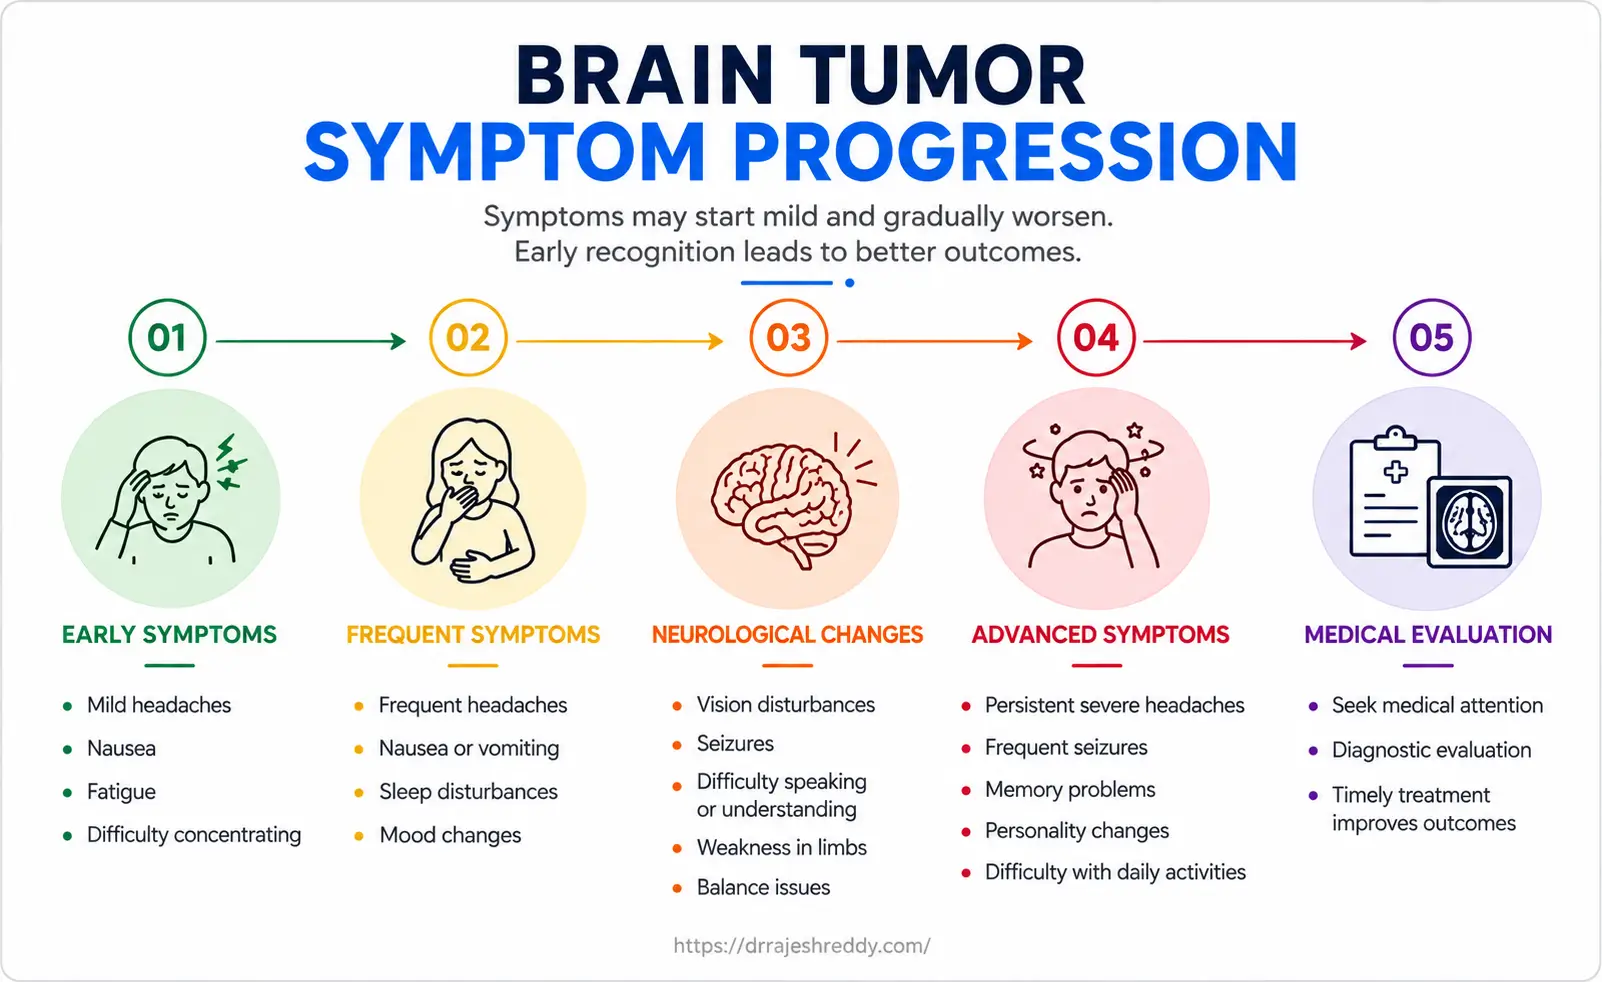 BRAIN TUMOR
SYMPTOM PROGRESSION
Symptoms may start mild and gradually worsen.
Early recognition leads to better outcomes.
01
02
03
04
05
EARLY SYMPTOMS
Mild headaches
Nausea
Fatigue
Difficulty concentrating
FREQUENT SYMPTOMS
Frequent headaches
Nausea or vomiting
Sleep disturbances
Mood changes
NEUROLOGICAL CHANGES
Vision disturbances
Seizures
Difficulty speaking
or understanding
Weakness in limbs
Balance issues
ADVANCED SYMPTOMS
Persistent severe headaches
Frequent seizures
Memory problems
Personality changes
Difficulty with daily activities
MEDICAL EVALUATION
Seek medical attention
Diagnostic evaluation
Timely treatment
improves outcomes
https://drrajeshreddy.com/